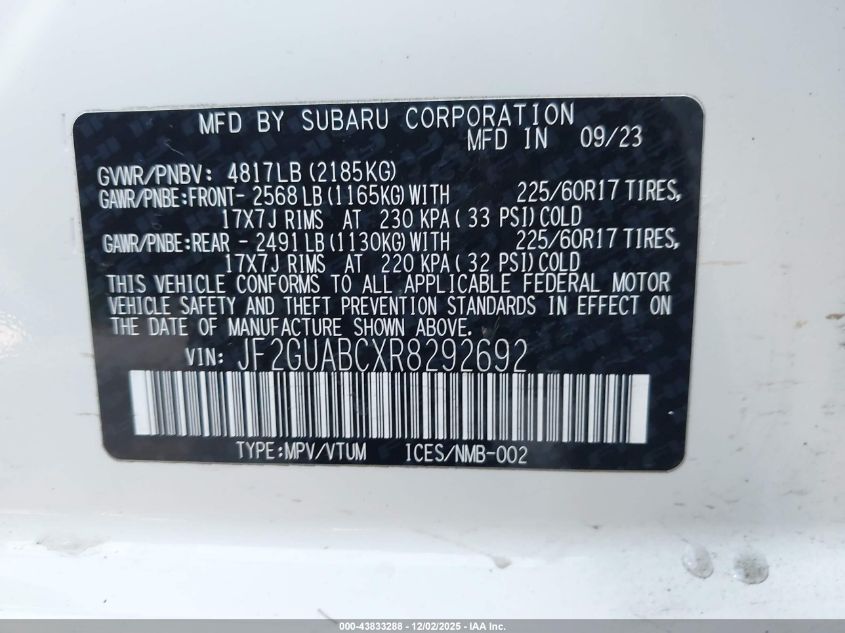 MFD BY SUBARU CORPORATION
MFD IN 09/23
GVWR/PNBV: 4817LB (2185KG)
GAWR/PNBE:FRONT- 2568LB (1165KG) WITH 225/60R17 TIRES,
17X7J RIMS AT 230 KPA ( 33 PSI) COLD
GAWR/PNBE:REAR - 2491LB (1130KG) WITH 225/60R17 TIRES,
17X7J RIMS AT 220 KPA ( 32 PSI) COLD
THIS VEHICLE CONFORMS TO ALL APPLICABLE FEDERAL MOTOR
VEHICLE SAFETY AND THEFT PREVENTION STANDARDS IN EFFECT ON
THE DATE OF MANUFACTURE SHOWN ABOVE.
VIN: JF2GUABCXR8292692
TYPE:MPV/VTUM ICES/NMB-002
000-43833288 - 12/02/2025 - IAA Inc.